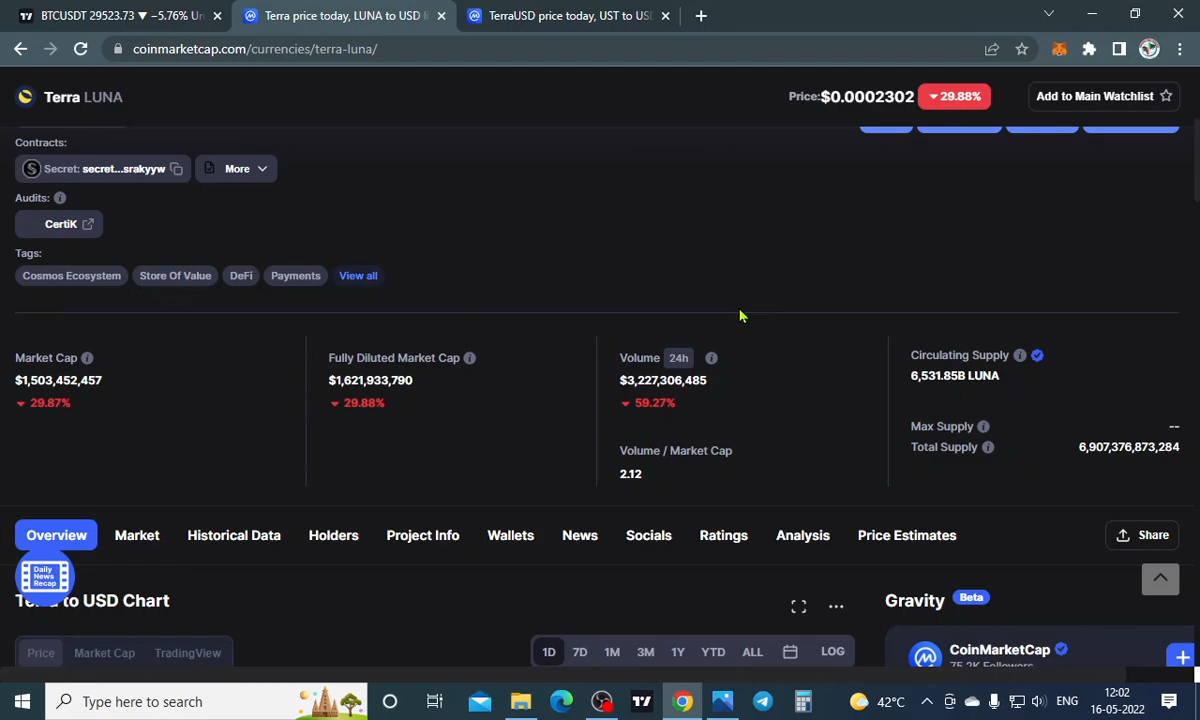 BTCUSDT 29523.73 ▼ −5.76% Un
Terra price today, LUNA to USD li
TerraUSD price today, UST to USD
coinmarketcap.com/currencies/terra-luna/
Terra LUNA
Price: $0.0002302 29.88%
Add to Main Watchlist
Contracts:
Secret: secret...srakyyw
More
Audits:
CertiK
Tags:
Cosmos Ecosystem Store Of Value DeFi Payments View all
Market Cap
$1,503,452,457
29.87%
Fully Diluted Market Cap
$1,621,933,790
29.88%
Volume 24h
$3,227,306,485
59.27%
Volume / Market Cap
2.12
Circulating Supply
6,531.85B LUNA
Max Supply --
Total Supply 6,907,376,873,284
Overview Market Historical Data Holders Project Info Wallets News Socials Ratings Analysis Price Estimates Share
Daily
News
Recap
to USD Chart
Gravity Beta
Price Market Cap TradingView
1D 7D 1M 3M 1Y YTD ALL LOG
CoinMarketCap
75.2K Followers
Type here to search
42°C
ENG
12:02
16-05-2022